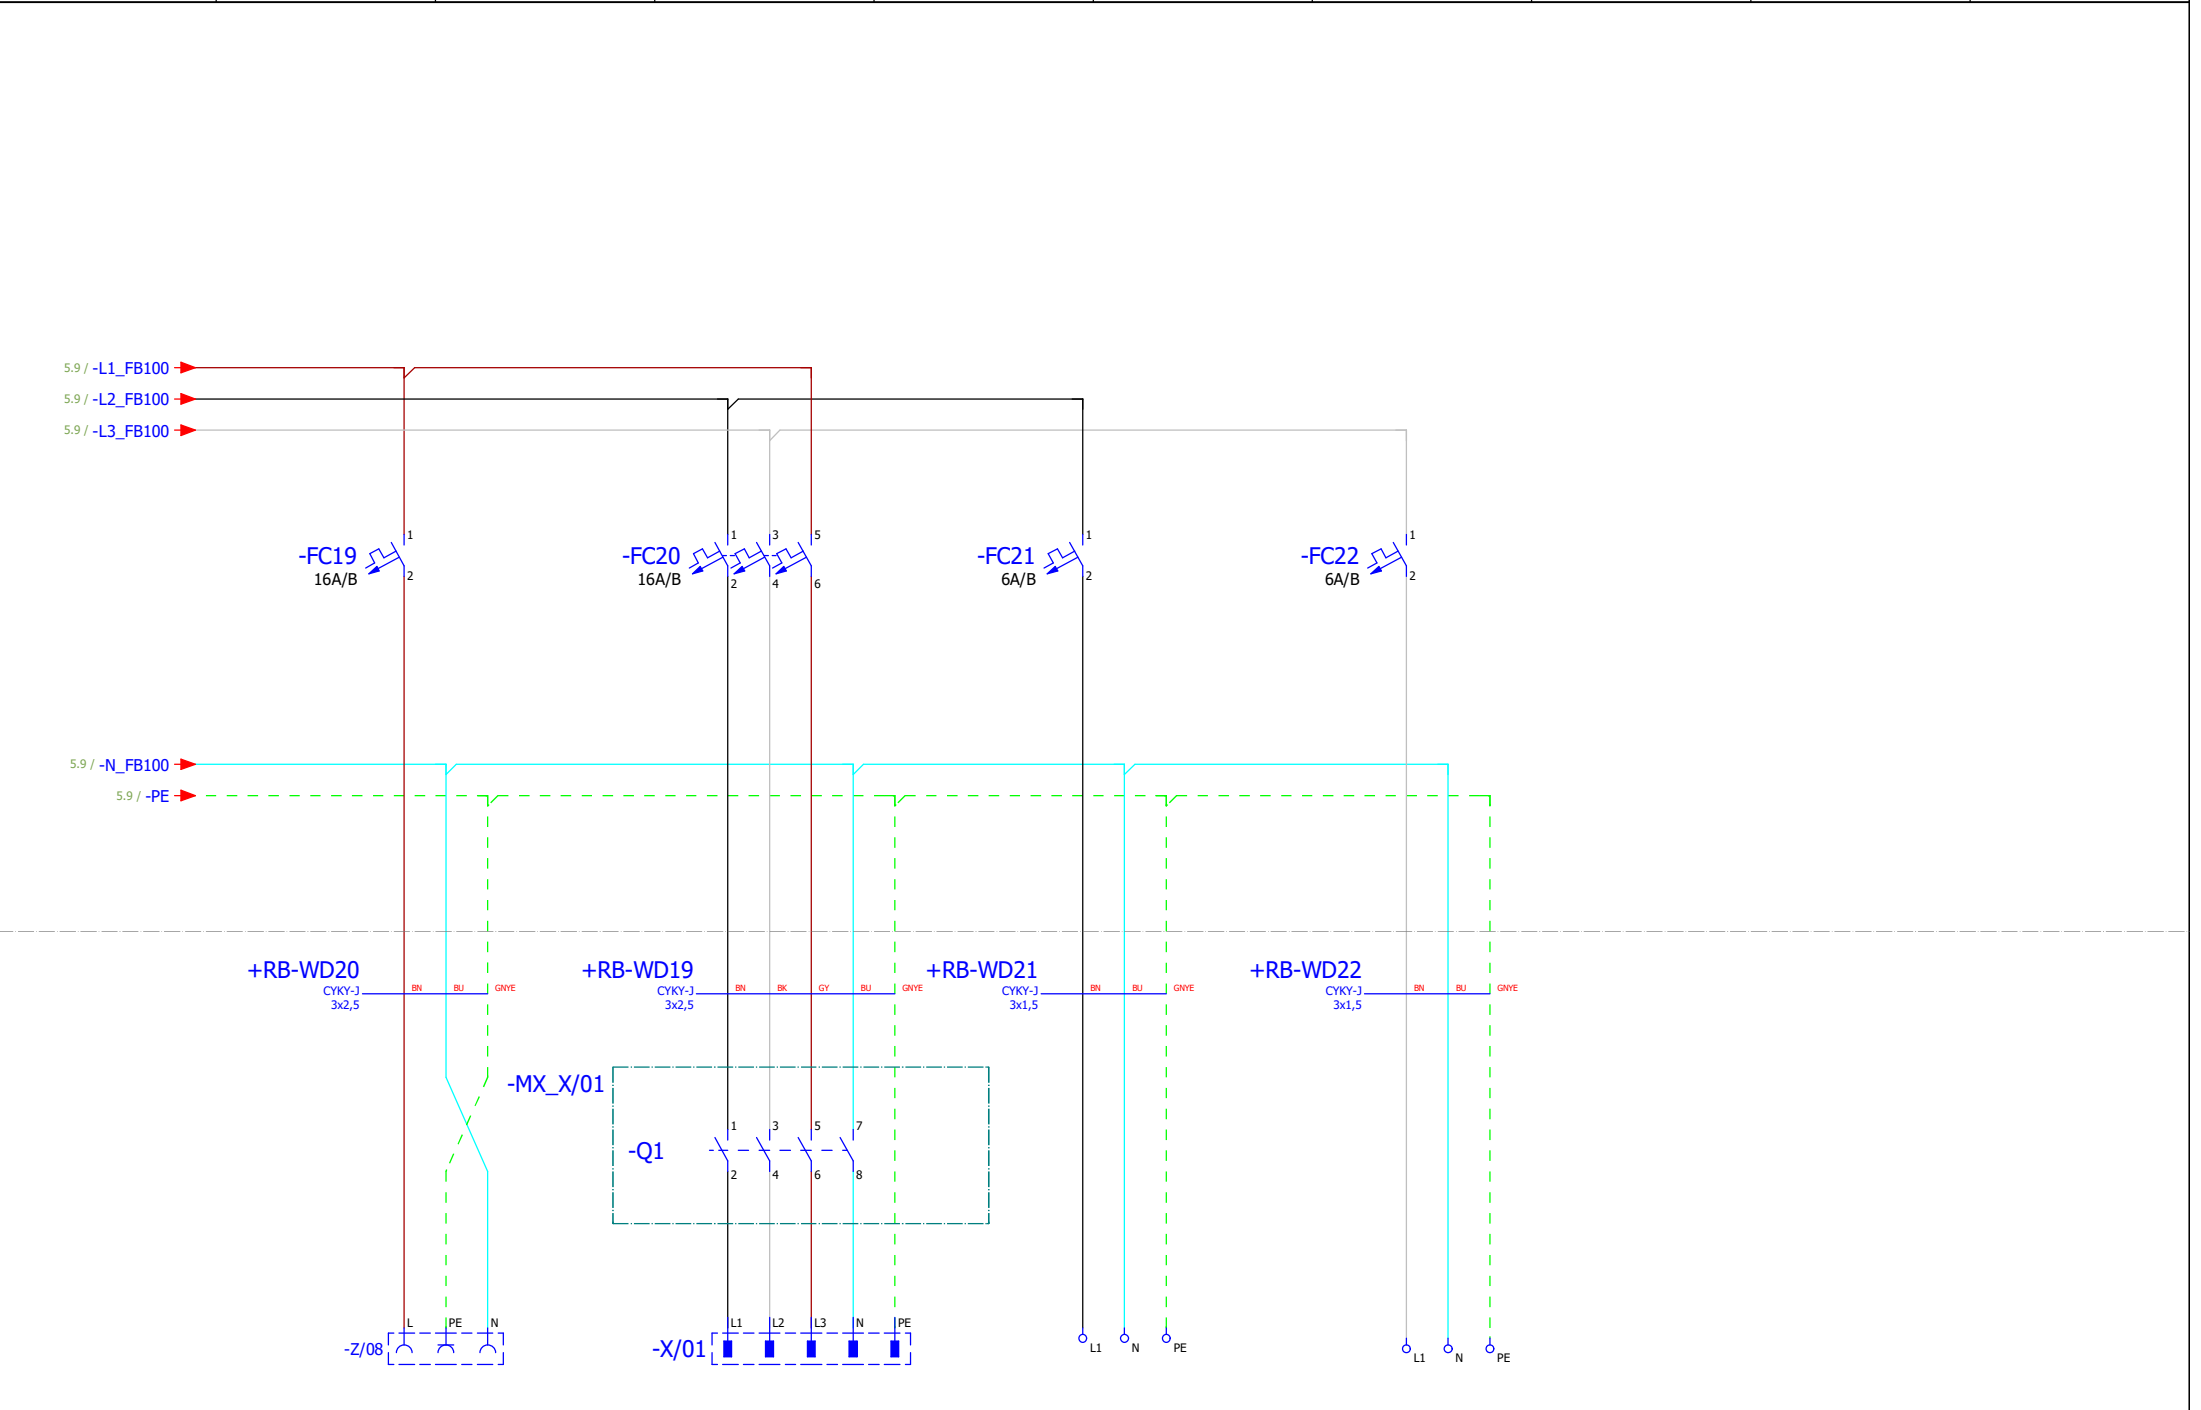 5.9 / -L1_FB100
5.9 / -L2_FB100
5.9 / -L3_FB100
1
-FC19
16A/B
2
1 3 5
-FC20
16A/B
2 4 6
1
-FC21
6A/B
2
1
-FC22
6A/B
2
5.9 / -N_FB100
5.9 / -PE
+RB-WD20
CYKY-J BN BU GNYE
3x2,5
+RB-WD19
CYKY-J BN BK GY BU GNYE
3x2,5
+RB-WD21
CYKY-J BN BU GNYE
3x1,5
+RB-WD22
CYKY-J BN BU GNYE
3x1,5
-MX_X/01
1 3 5 7
-Q1
2 4 6 8
L PE N
-Z/08
L1 L2 L3 N PE
-X/01
L1 N PE
L1 N PE